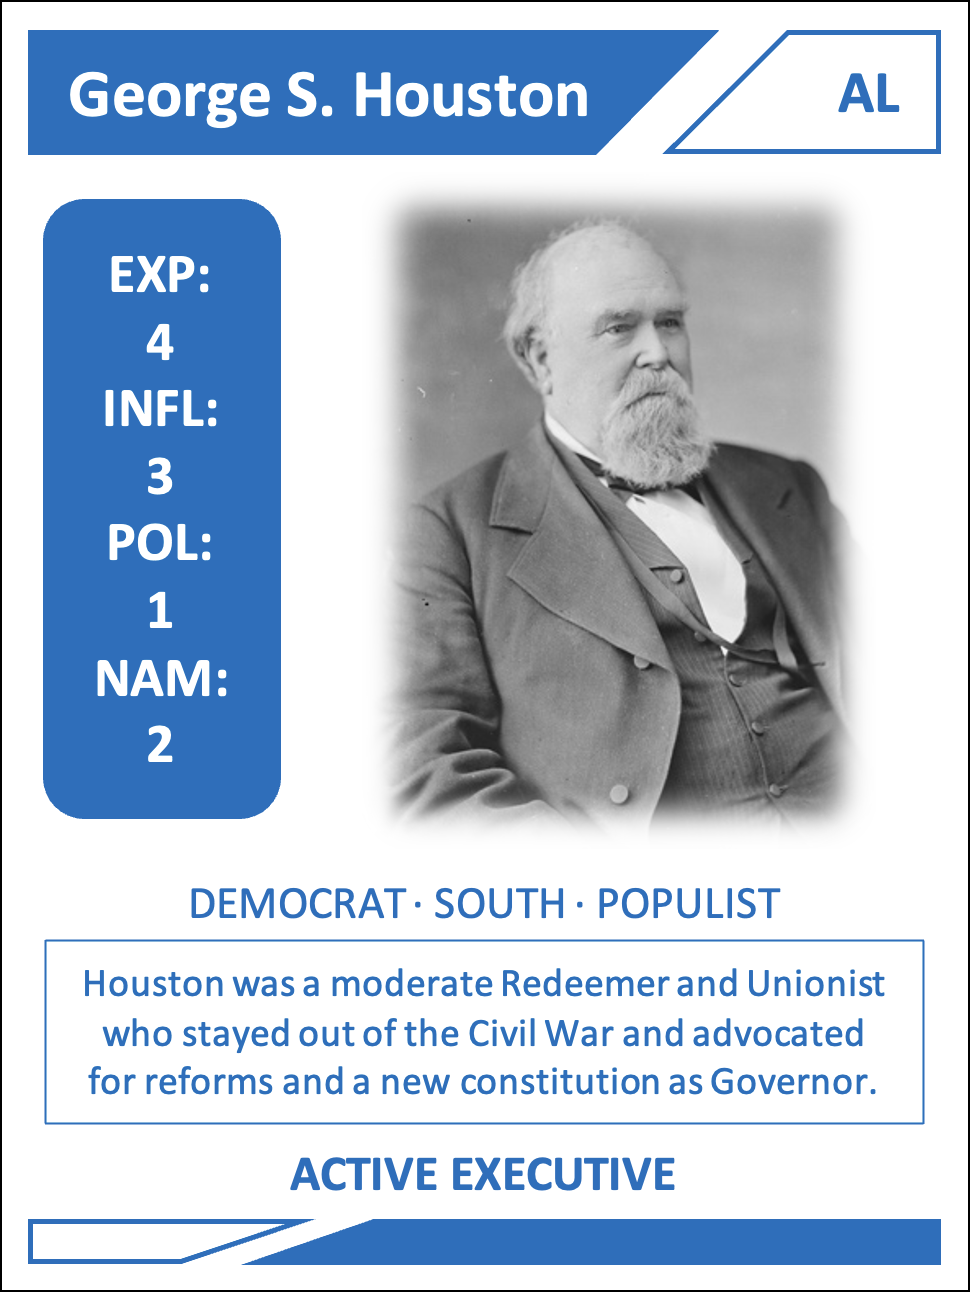 George S. Houston
AL
EXP:
4
INFL:
3
POL:
1
NAM:
2
DEMOCRAT · SOUTH · POPULIST
Houston was a moderate Redeemer and Unionist
who stayed out of the Civil War and advocated
for reforms and a new constitution as Governor.
ACTIVE EXECUTIVE